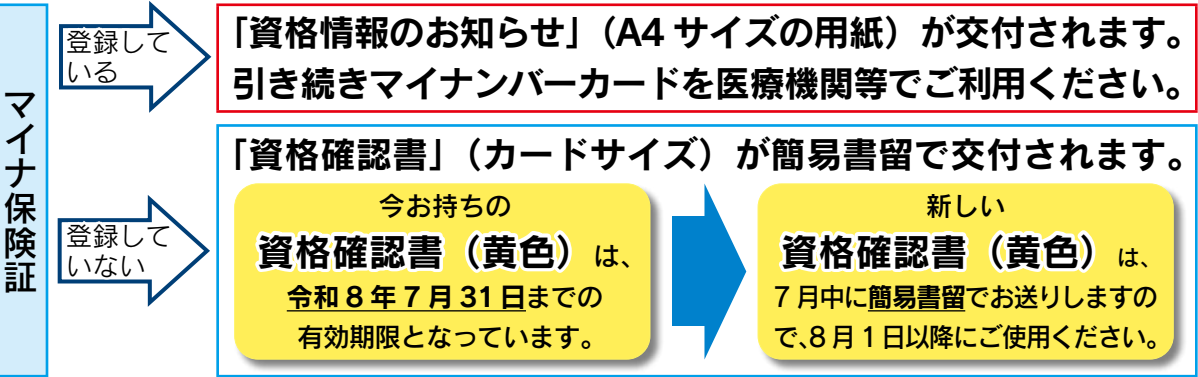 マイナ保険証
登録して
いる
「資格情報のお知らせ」（A4 サイズの用紙）が交付されます。
引き続きマイナンバーカードを医療機関等でご利用ください。
登録して
いない
「資格確認書」（カードサイズ）が簡易書留で交付されます。
今お持ちの
資格確認書（黄色）は、
令和 8 年 7 月 31 日までの
有効期限となっています。
新しい
資格確認書（黄色）は、
7 月中に簡易書留でお送りしますの
で、8 月 1 日以降にご使用ください。